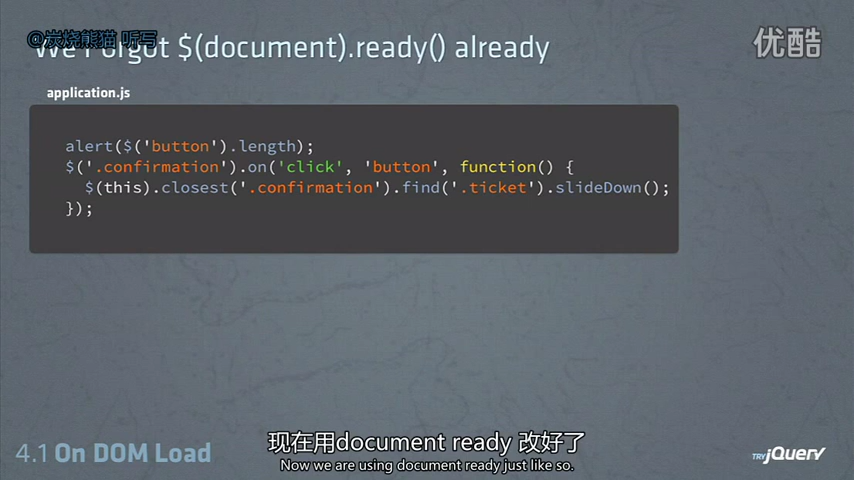 @炭烧熊猫 听写
We Forgot $(document).ready() already
优酷
application.js
alert($('button').length);
$('.confirmation').on('click', 'button', function() {
$(this).closest('.confirmation').find('.ticket').slideDown();
});
现在用document ready 改好了
Now we are using document ready just like so.
4.1 On DOM Load
TRY jQuery